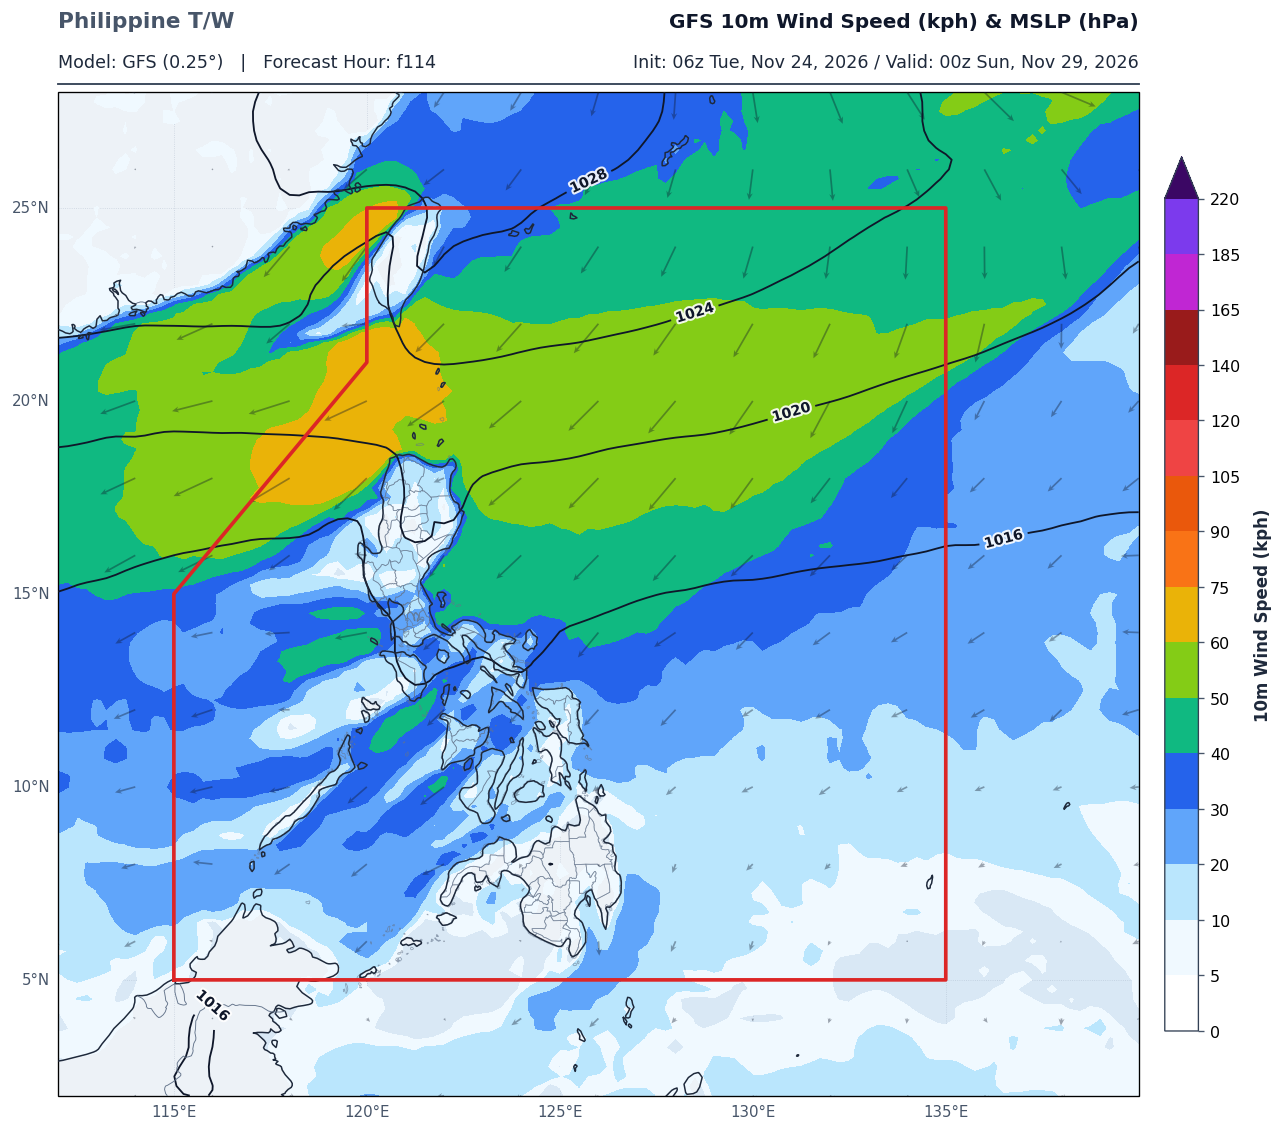 Philippine T/W
GFS 10m Wind Speed (kph) & MSLP (hPa)
Model: GFS (0.25°) | Forecast Hour: f114
Init: 06z Tue, Nov 24, 2026 / Valid: 00z Sun, Nov 29, 2026
1028
1024
1020
1016
1016
25°N
20°N
15°N
10°N
5°N
115°E
120°E
125°E
130°E
135°E
220
185
165
140
120
105
90
75
60
50
40
30
20
10
5
0
10m Wind Speed (kph)